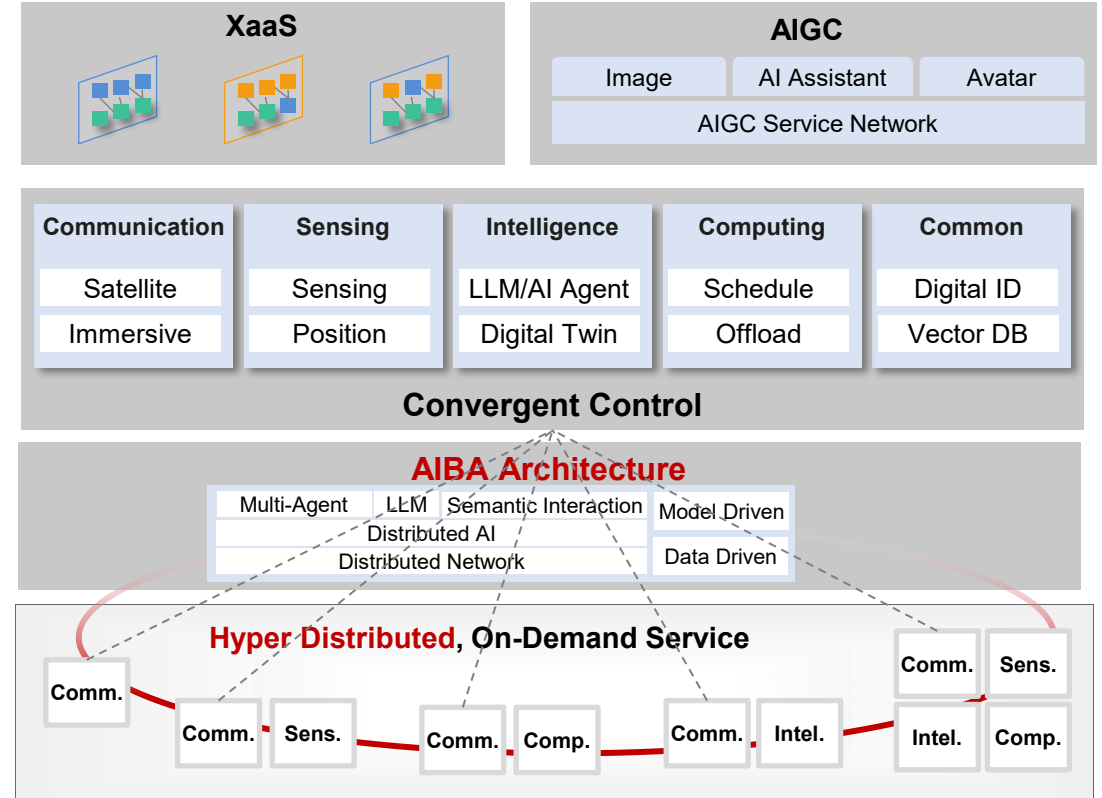 XaaS
AIGC
Image
AI Assistant
Avatar
AIGC Service Network
Communication
Satellite
Immersive
Sensing
Sensing
Position
Intelligence
LLM/AI Agent
Digital Twin
Computing
Schedule
Offload
Common
Digital ID
Vector DB
Convergent Control
AIBA Architecture
Multi-Agent
LLM
Semantic Interaction
Model Driven
Distributed AI
Distributed Network
Data Driven
Hyper Distributed, On-Demand Service
Comm.
Comm.
Sens.
Comm.
Comp.
Comm.
Intel.
Comm.
Sens.
Intel.
Comp.